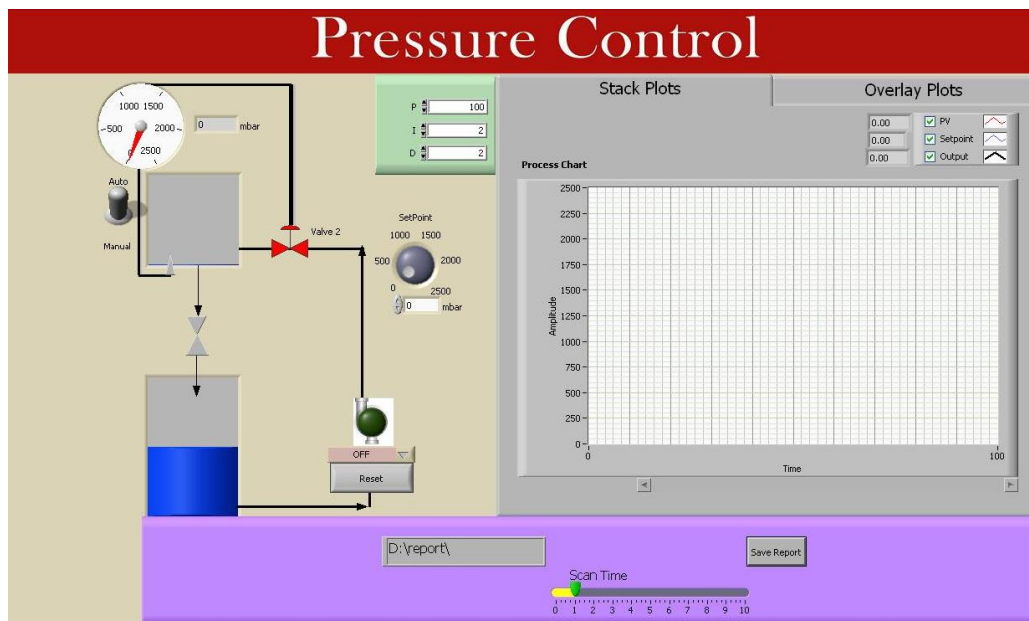 Pressure Control
1000 1500
500 2000
0 2500
0 mbar
Auto
Manual
Valve 2
P 100
I 2
D 2
SetPoint
1000 1500
500 2000
0 2500
0 mbar
OFF
Reset
Stack Plots
Overlay Plots
0.00 PV
0.00 Setpoint
0.00 Output
Process Chart
2500
2250
2000
1750
1500
1250
1000
750
500
250
0
Amplitude
0 100
Time
D:\report\
Save Report
Scan Time
0 1 2 3 4 5 6 7 8 9 10